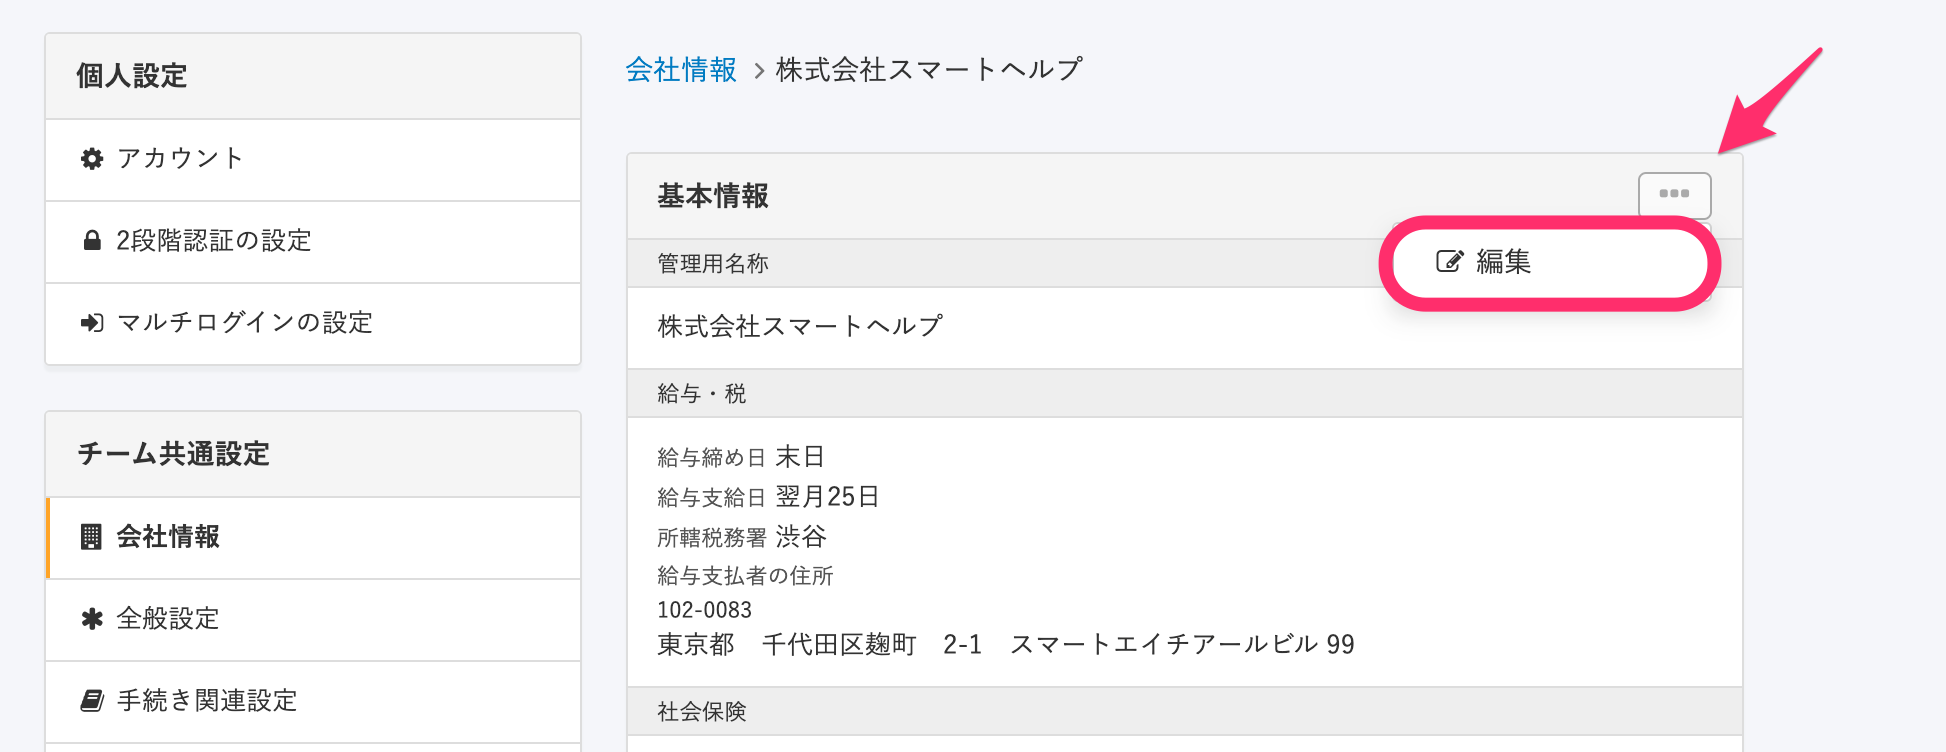 個人設定
アカウント
2段階認証の設定
マルチログインの設定
チーム共通設定
会社情報
全般設定
手続き関連設定
会社情報 > 株式会社スマートヘルプ
基本情報
編集
管理用名称
株式会社スマートヘルプ
給与・税
給与締め日 末日
給与支給日 翌月25日
所轄税務署 渋谷
給与支払者の住所
102-0083
東京都　千代田区麹町　2-1　スマートエイチアールビル 99
社会保険